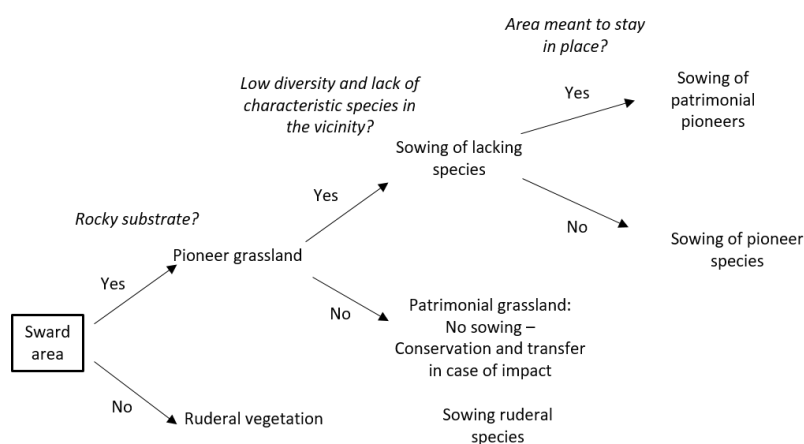 Area meant to stay
in place?
Low diversity and lack of
characteristic species in
the vicinity?
Yes
Sowing of
patrimonial
pioneers
Sowing of lacking
species
Yes
Rocky substrate?
No
Sowing of pioneer
species
Pioneer grassland
Yes
No
Patrimonial grassland:
No sowing –
Conservation and transfer
in case of impact
Sward
area
No
Ruderal vegetation
Sowing ruderal
species